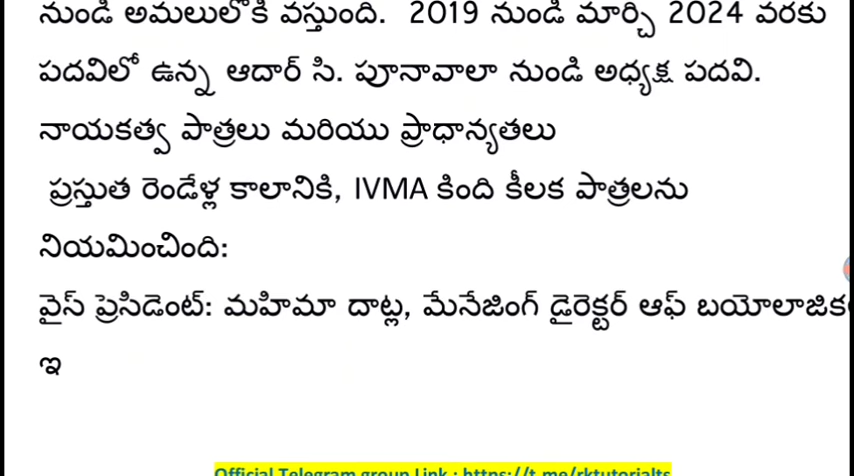 నుండి అమలులోకి వస్తుంది. 2019 నుండి మార్చి 2024 వరకు
పదవిలో ఉన్న ఆదార్ సి. పూనావాలా నుండి అధ్యక్ష పదవి.
నాయకత్వ పాత్రలు మరియు ప్రాధాన్యతలు
ప్రస్తుత రెండేళ్ల కాలానికి, IVMA కింది కీలక పాత్రలను
నియమించింది:
వైస్ ప్రెసిడెంట్: మహిమా దాట్ల, మేనేజింగ్ డైరెక్టర్ ఆఫ్ బయోలాజికల్
ఇ
Official Telegram group Link : https://t.me/rktutorialts